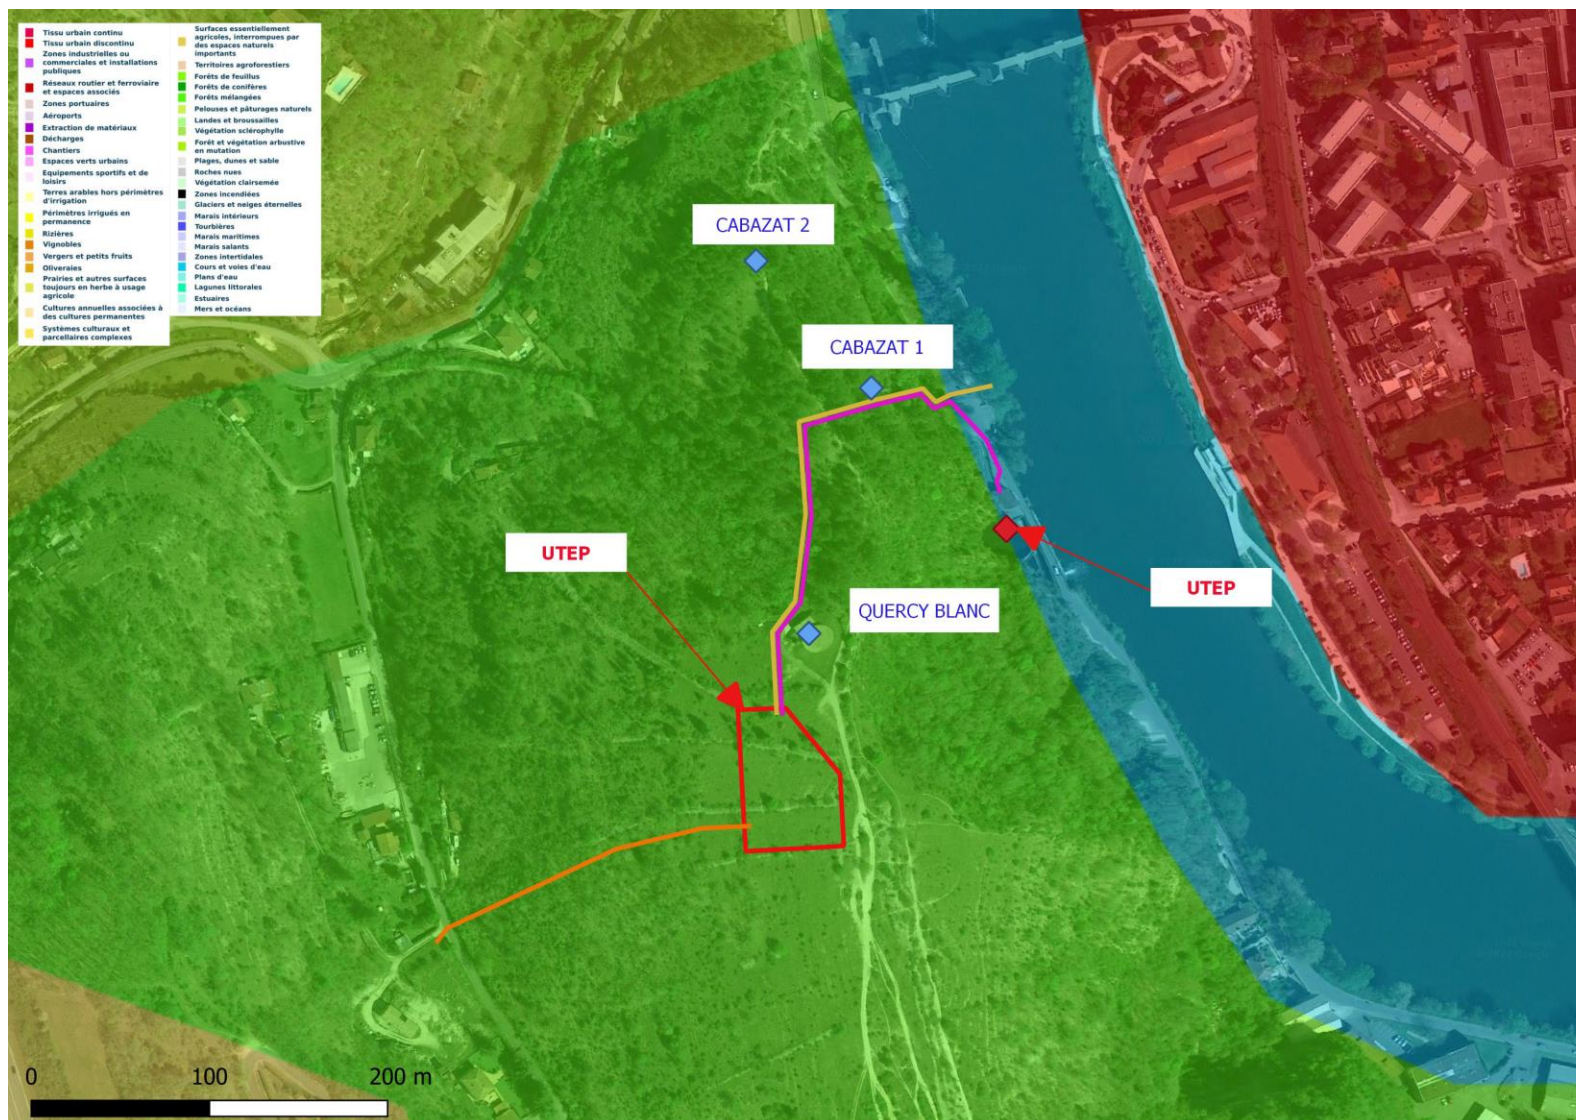 Tissu urbain continu
Tissu urbain discontinu
Zones industrielles ou
commerciales et installations
publiques
Réseaux routier et ferroviaire
et espaces associés
Zones portuaires
Aéroports
Extraction de matériaux
Décharges
Chantiers
Espaces verts urbains
Equipements sportifs et de
loisirs
Terres arables hors périmètres
d'irrigation
Périmètres irrigués en
permanence
Rizières
Vignobles
Vergers et petits fruits
Oliveraies
Prairies et autres surfaces
toujours en herbe à usage
agricole
Cultures annuelles associées à
des cultures permanentes
Systèmes culturaux et
parcellaires complexes
Surfaces essentiellement
agricoles, interrompues par
des espaces naturels
importants
Territoires agroforestiers
Forêts de feuillus
Forêts de conifères
Forêts mélangées
Pelouses et pâturages naturels
Landes et broussailles
Végétation sclérophylle
Forêt et végétation arbustive
en mutation
Plages, dunes et sable
Roches nues
Végétation clairsemée
Zones incendiées
Glaciers et neiges éternelles
Marais intérieurs
Tourbières
Marais maritimes
Marais salants
Zones intertidales
Cours et voies d'eau
Plans d'eau
Lagunes littorales
Estuaires
Mers et océans
CABAZAT 2
CABAZAT 1
UTEP
UTEP
QUERCY BLANC
0 100 200 m